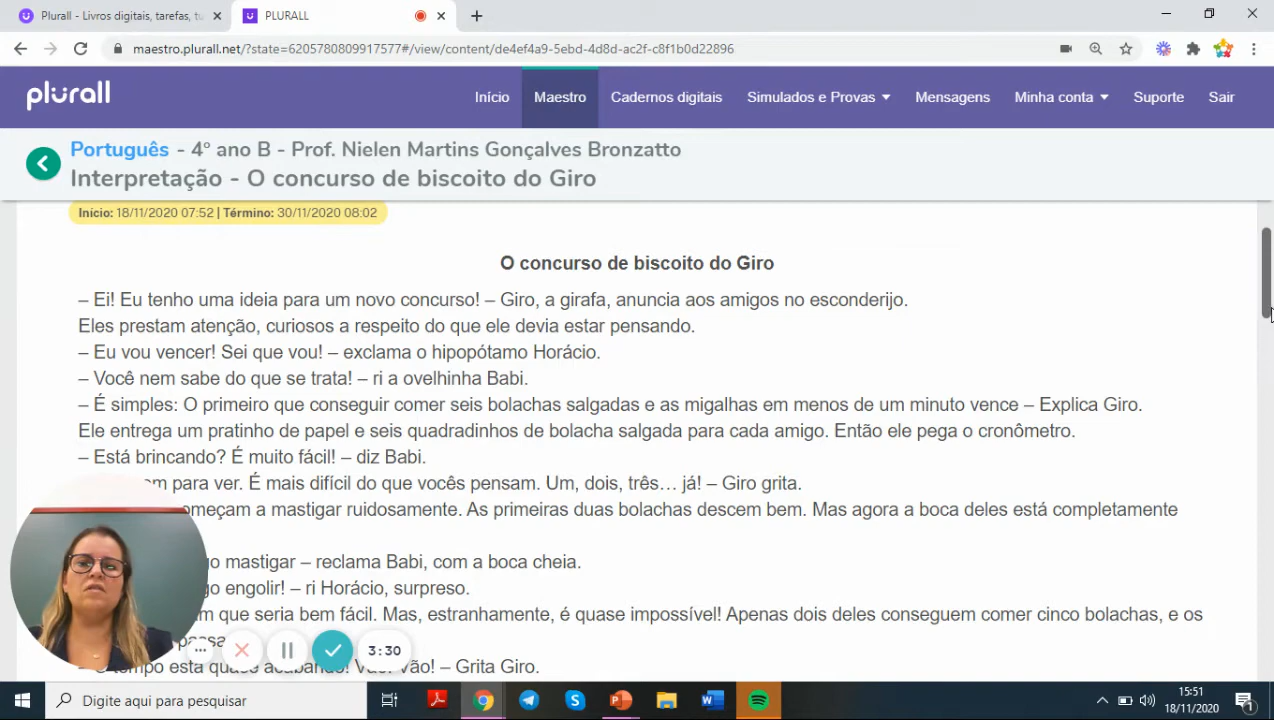 Plurall - Livros digitais, tarefas, tu
PLURALL
maestro.plurall.net/?state=6205780809917577#/view/content/de4ef4a9-5ebd-4d8d-ac2f-c8f1b0d22896
plurall
Início Maestro Cadernos digitais Simulados e Provas Mensagens Minha conta Suporte Sair
Português - 4º ano B - Prof. Nielen Martins Gonçalves Bronzatto
Interpretação - O concurso de biscoito do Giro
Início: 18/11/2020 07:52 | Término: 30/11/2020 08:02
O concurso de biscoito do Giro
– Ei! Eu tenho uma ideia para um novo concurso! – Giro, a girafa, anuncia aos amigos no esconderijo.
Eles prestam atenção, curiosos a respeito do que ele devia estar pensando.
– Eu vou vencer! Sei que vou! – exclama o hipopótamo Horácio.
– Você nem sabe do que se trata! – ri a ovelhinha Babi.
– É simples: O primeiro que conseguir comer seis bolachas salgadas e as migalhas em menos de um minuto vence – Explica Giro.
Ele entrega um pratinho de papel e seis quadradinhos de bolacha salgada para cada amigo. Então ele pega o cronômetro.
– Está brincando? É muito fácil! – diz Babi.
para ver. É mais difícil do que vocês pensam. Um, dois, três… já! – Giro grita.
a mastigar ruidosamente. As primeiras duas bolachas descem bem. Mas agora a boca deles está completamente
mastigar – reclama Babi, com a boca cheia.
engolir! – ri Horácio, surpreso.
que seria bem fácil. Mas, estranhamente, é quase impossível! Apenas dois deles conseguem comer cinco bolachas, e os
3:30
tempo está quase acabando! Vão! Vão! – Grita Giro.
Digite aqui para pesquisar
15:51
18/11/2020
1